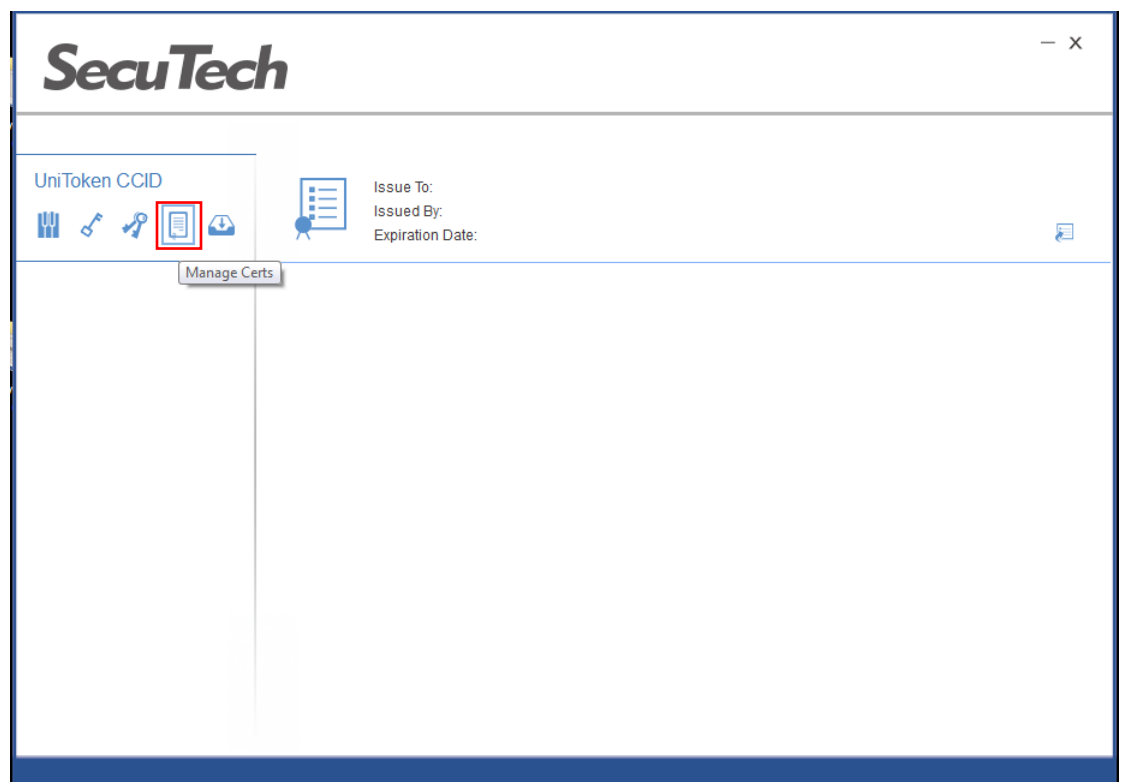 SecuTech
– x
UniToken CCID
Issue To:
Issued By:
Expiration Date:
Manage Certs